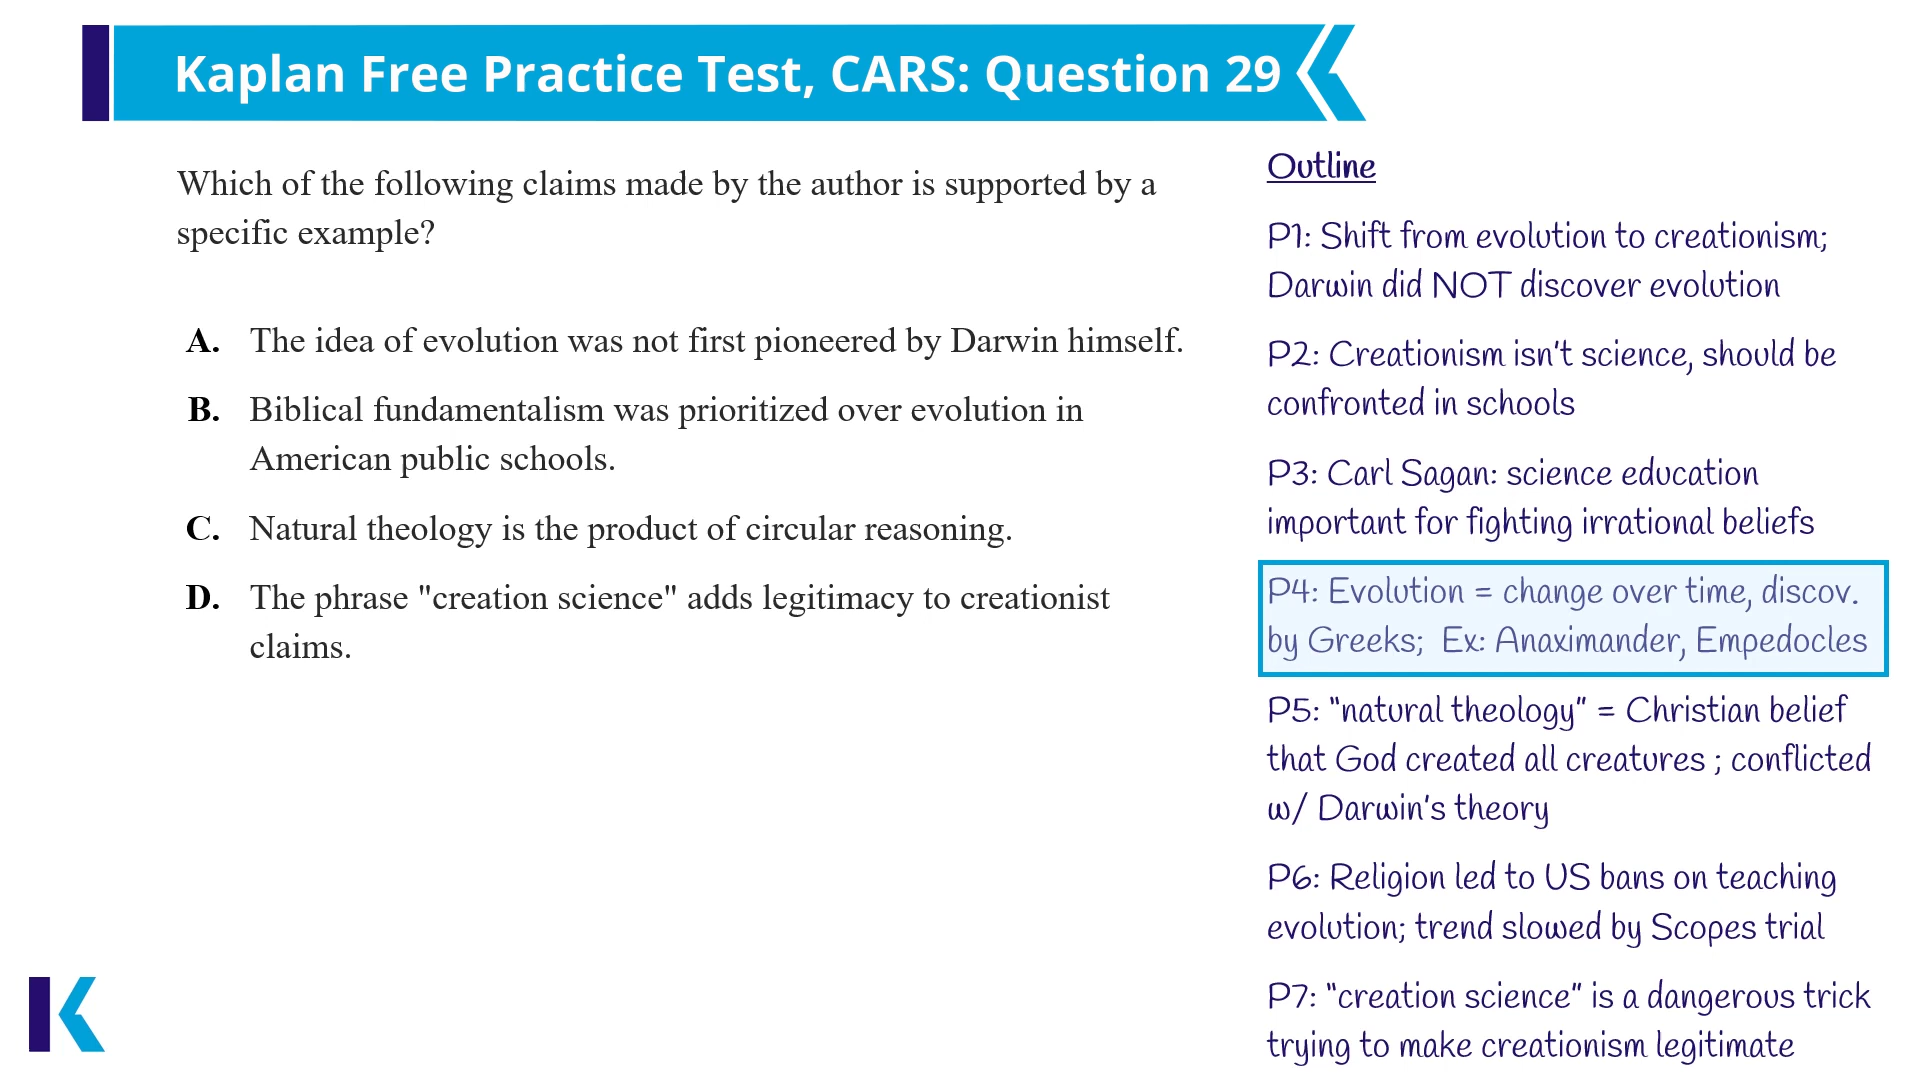 Kaplan Free Practice Test, CARS: Question 29
Which of the following claims made by the author is supported by a
specific example?
A. The idea of evolution was not first pioneered by Darwin himself.
B. Biblical fundamentalism was prioritized over evolution in
American public schools.
C. Natural theology is the product of circular reasoning.
D. The phrase "creation science" adds legitimacy to creationist
claims.
Outline
P1: Shift from evolution to creationism;
Darwin did NOT discover evolution
P2: Creationism isn't science, should be
confronted in schools
P3: Carl Sagan: science education
important for fighting irrational beliefs
P4: Evolution = change over time, discov.
by Greeks; Ex: Anaximander, Empedocles
P5: "natural theology" = Christian belief
that God created all creatures ; conflicted
w/ Darwin's theory
P6: Religion led to US bans on teaching
evolution; trend slowed by Scopes trial
P7: "creation science" is a dangerous trick
trying to make creationism legitimate